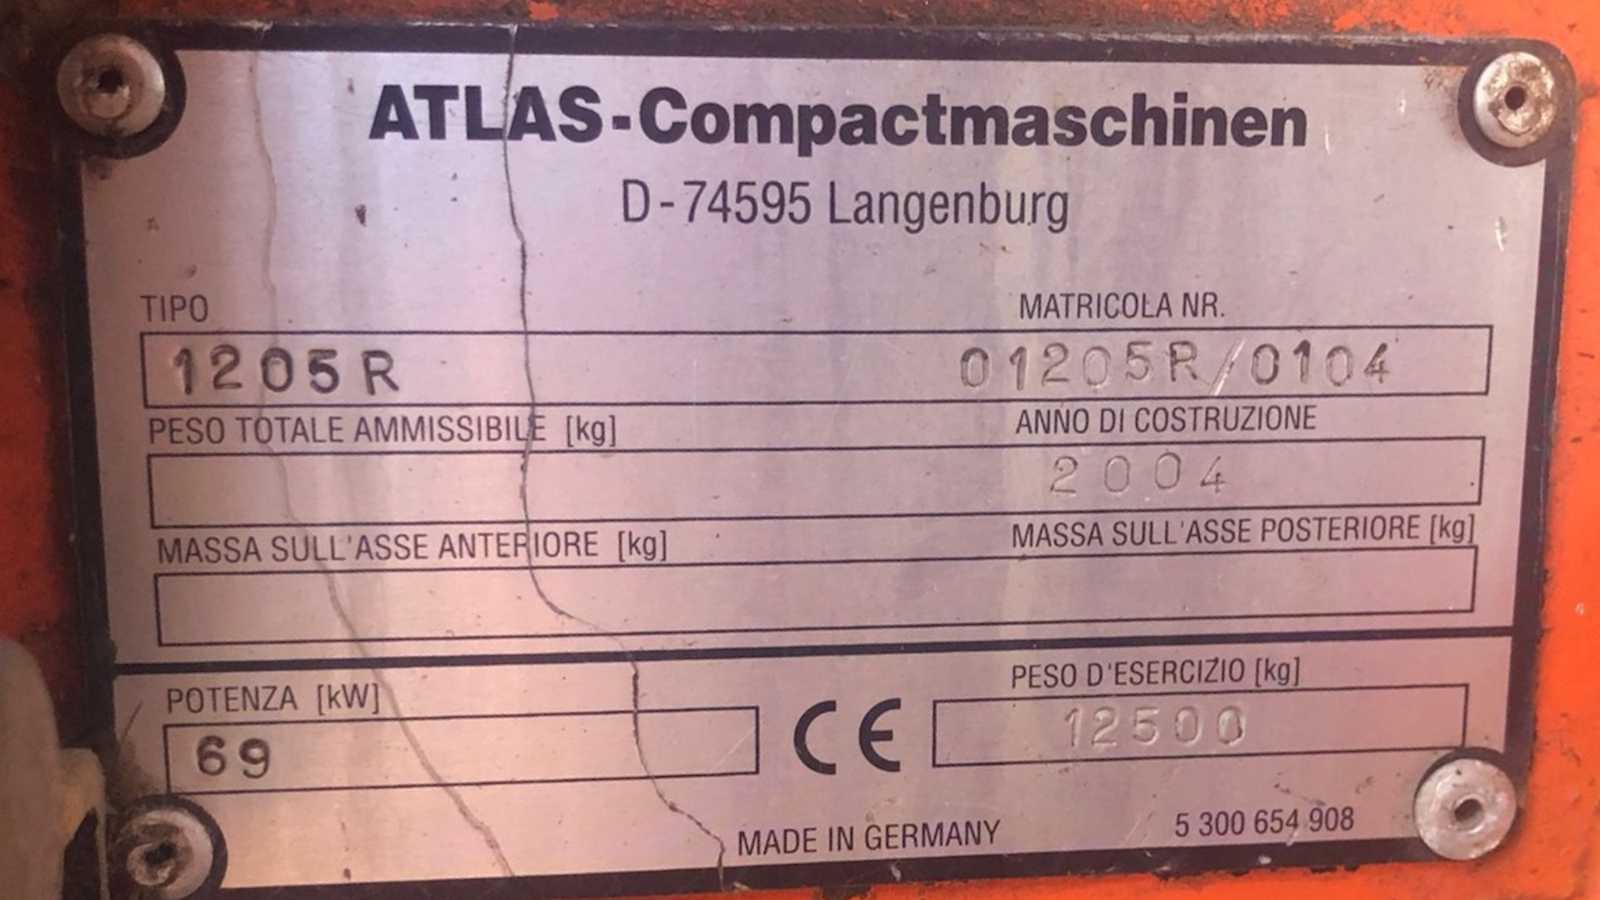 ATLAS-Compactmaschinen
D-74595 Langenburg
TIPO MATRICOLA NR.
1205R 01205R/0104
PESO TOTALE AMMISSIBILE [kg] ANNO DI COSTRUZIONE
2004
MASSA SULL'ASSE ANTERIORE [kg] MASSA SULL'ASSE POSTERIORE [kg]
POTENZA [kW] PESO D'ESERCIZIO [kg]
69 CE 12500
MADE IN GERMANY 5 300 654 908